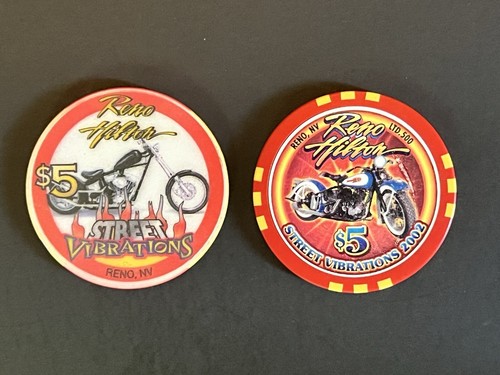 Reno
Hilton
$5
STREET
VIBRATIONS
RENO, NV
RENO, NV
Reno
LTD. 500
Hilton
$5
STREET VIBRATIONS 2002